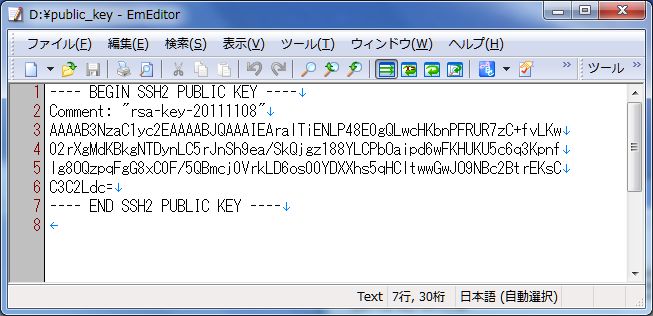 D:¥public_key - EmEditor
ファイル(F) 編集(E) 検索(S) 表示(V) ツール(T) ウィンドウ(W) ヘルプ(H)
ツール
1 ---- BEGIN SSH2 PUBLIC KEY ----
2 Comment: "rsa-key-20111108"
3 AAAAB3NzaC1yc2EAAAABJQAAAIEAralTiENLP48E0gQLwcHKbnPFRUR7zC+fvLKw
4 02rXgMdKBkgNTDynLC5rJnSh9ea/SkQjgz188YLCPbOaipd6wFKHUKU5c6q3Kpnf
5 Ig8OQzpqFgG8xC0F/5QBmcj0VrkLD6os00YDXXhs5qHCltwwGwJO9NBc2BtrEKsC
6 C3C2Ldc=
7 ---- END SSH2 PUBLIC KEY ----
8
Text 7行, 30桁 日本語 (自動選択)